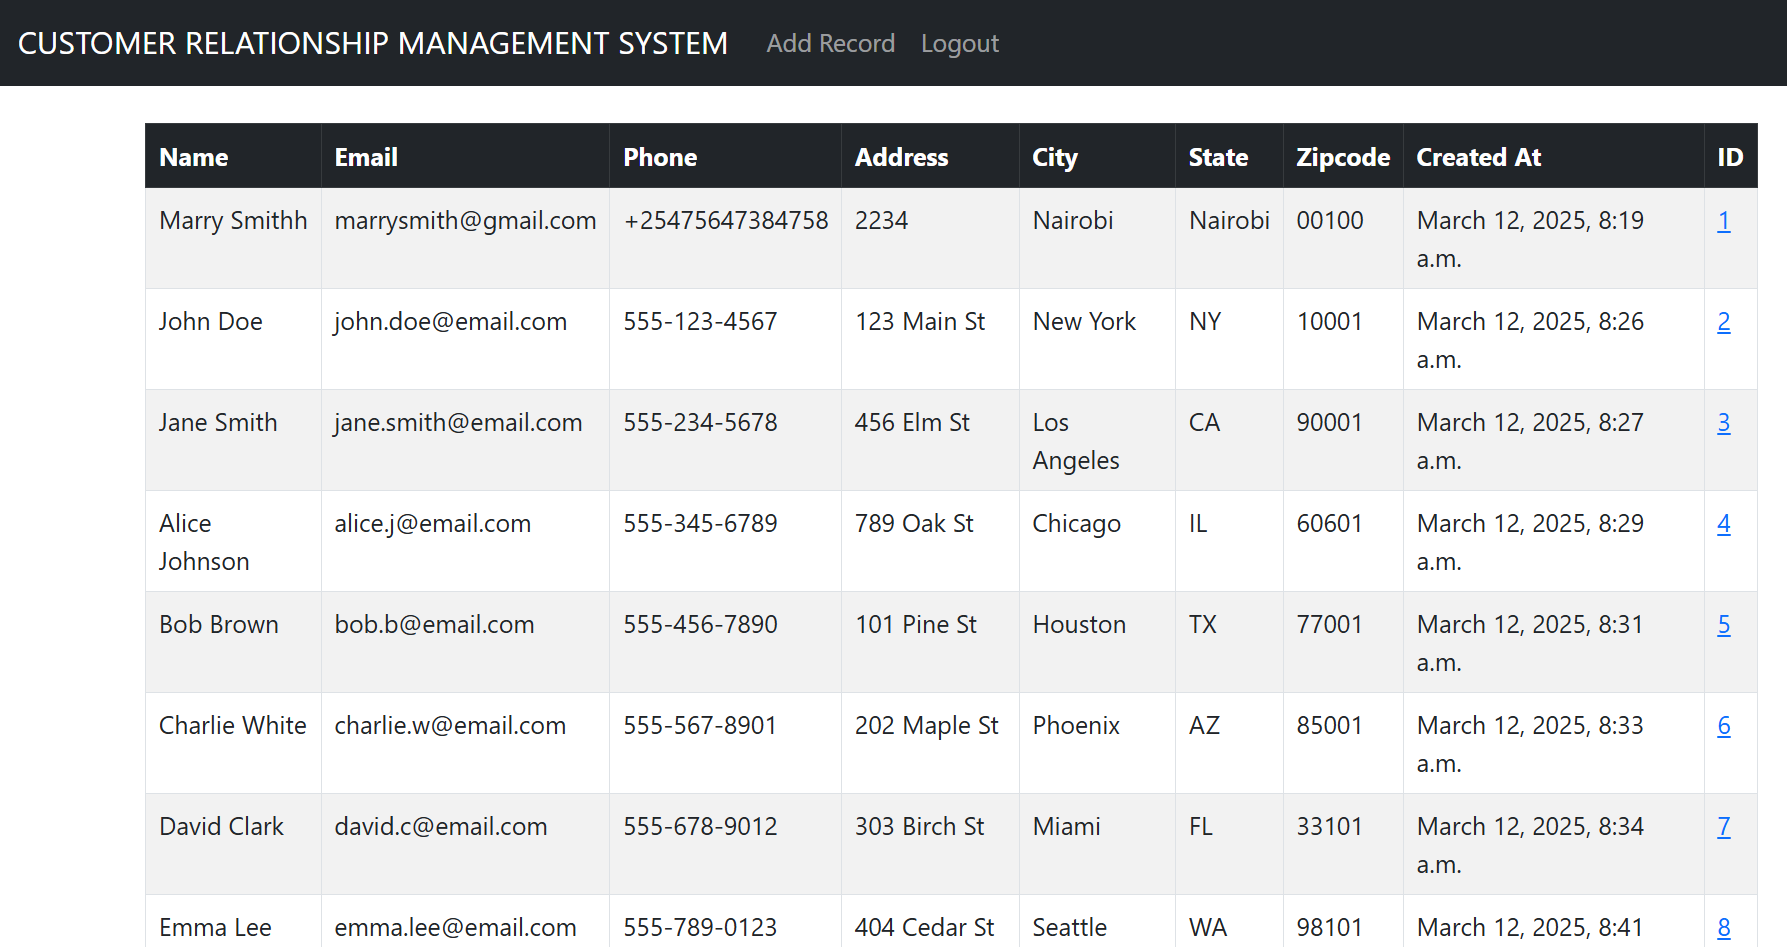 CUSTOMER RELATIONSHIP MANAGEMENT SYSTEM Add Record Logout
Name Email Phone Address City State Zipcode Created At ID
Marry Smithh marrysmith@gmail.com +25475647384758 2234 Nairobi Nairobi 00100 March 12, 2025, 8:19 a.m. 1
John Doe john.doe@email.com 555-123-4567 123 Main St New York NY 10001 March 12, 2025, 8:26 a.m. 2
Jane Smith jane.smith@email.com 555-234-5678 456 Elm St Los Angeles CA 90001 March 12, 2025, 8:27 a.m. 3
Alice Johnson alice.j@email.com 555-345-6789 789 Oak St Chicago IL 60601 March 12, 2025, 8:29 a.m. 4
Bob Brown bob.b@email.com 555-456-7890 101 Pine St Houston TX 77001 March 12, 2025, 8:31 a.m. 5
Charlie White charlie.w@email.com 555-567-8901 202 Maple St Phoenix AZ 85001 March 12, 2025, 8:33 a.m. 6
David Clark david.c@email.com 555-678-9012 303 Birch St Miami FL 33101 March 12, 2025, 8:34 a.m. 7
Emma Lee emma.lee@email.com 555-789-0123 404 Cedar St Seattle WA 98101 March 12, 2025, 8:41 8